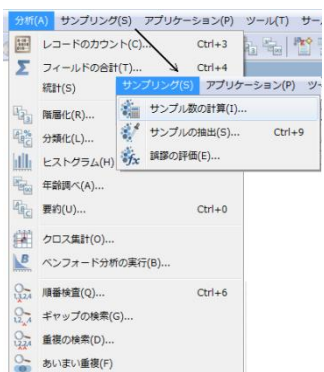 分析(A) サンプリング(S) アプリケーション(P) ツール(T) サー
レコードのカウント(C)... Ctrl+3
フィールドの合計(T)... Ctrl+4
統計(S)
サンプリング(S) アプリケーション(P) ツ
サンプル数の計算(I)...
サンプルの抽出(S)... Ctrl+9
誤謬の評価(E)...
階層化(R)...
分類化(L)...
ヒストグラム(H)
年齢調べ(A)...
要約(U)... Ctrl+0
クロス集計(O)...
ベンフォード分析の実行(B)...
順番検査(Q)... Ctrl+6
ギャップの検索(G)...
重複の検索(D)...
あいまい重複(F)